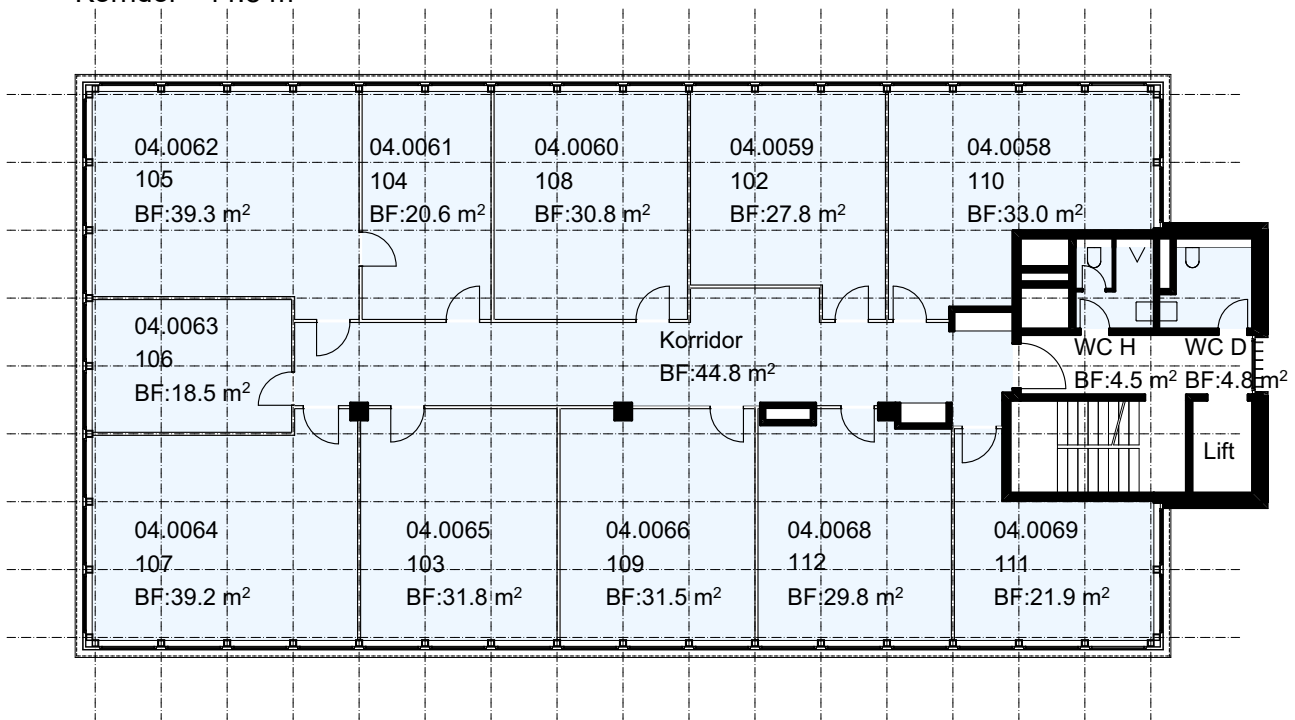 04.0062
105
BF:39.3 m²
04.0061
104
BF:20.6 m²
04.0060
108
BF:30.8 m²
04.0059
102
BF:27.8 m²
04.0058
110
BF:33.0 m²
04.0063
106
BF:18.5 m²
Korridor
BF:44.8 m²
WC H
BF:4.5 m²
WC D
BF:4.8 m²
Lift
04.0064
107
BF:39.2 m²
04.0065
103
BF:31.8 m²
04.0066
109
BF:31.5 m²
04.0068
112
BF:29.8 m²
04.0069
111
BF:21.9 m²